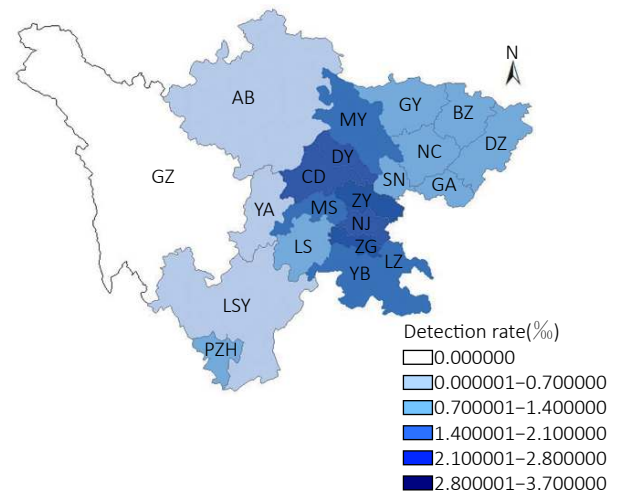 N
AB
MY
GY
BZ
DZ
DY
NC
GZ
CD
SN
GA
YA
MS
ZY
NJ
LS
ZG
LZ
YB
LSY
PZH
Detection rate(‰)
0.000000
0.000001–0.700000
0.700001–1.400000
1.400001–2.100000
2.100001–2.800000
2.800001–3.700000